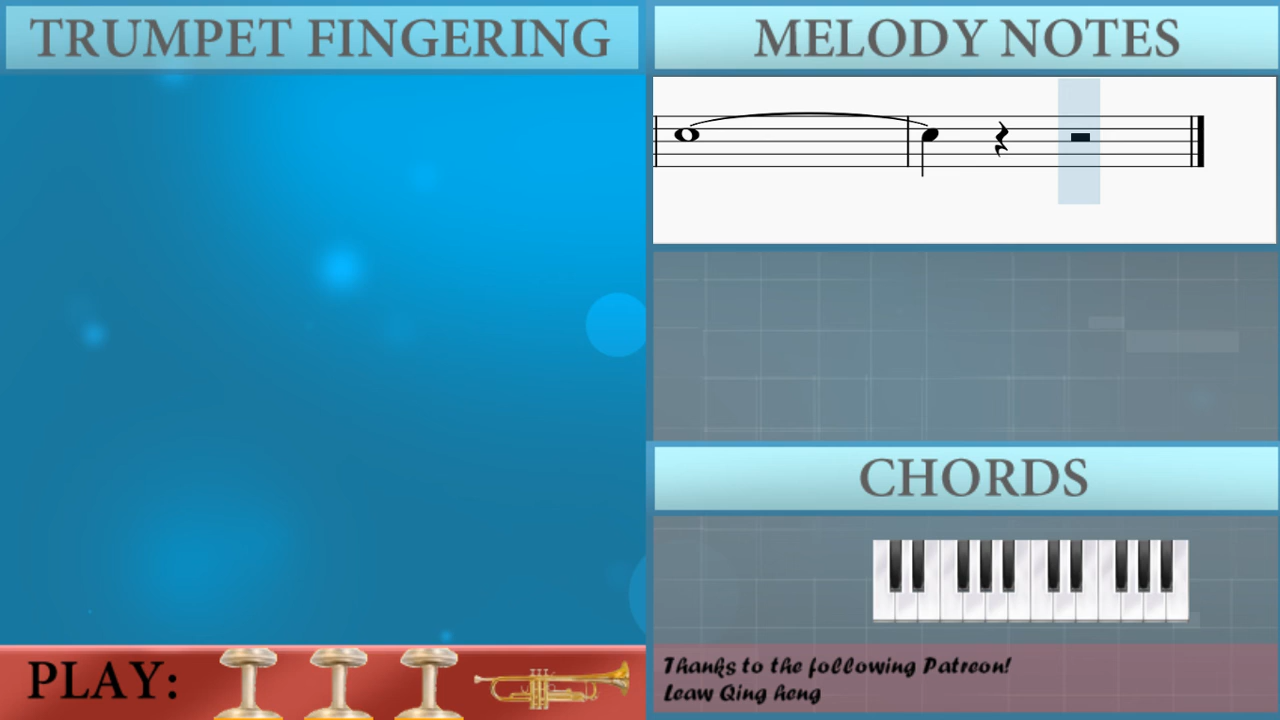 TRUMPET FINGERING
MELODY NOTES
CHORDS
PLAY:
Thanks to the following Patreon!
Leaw Qing heng